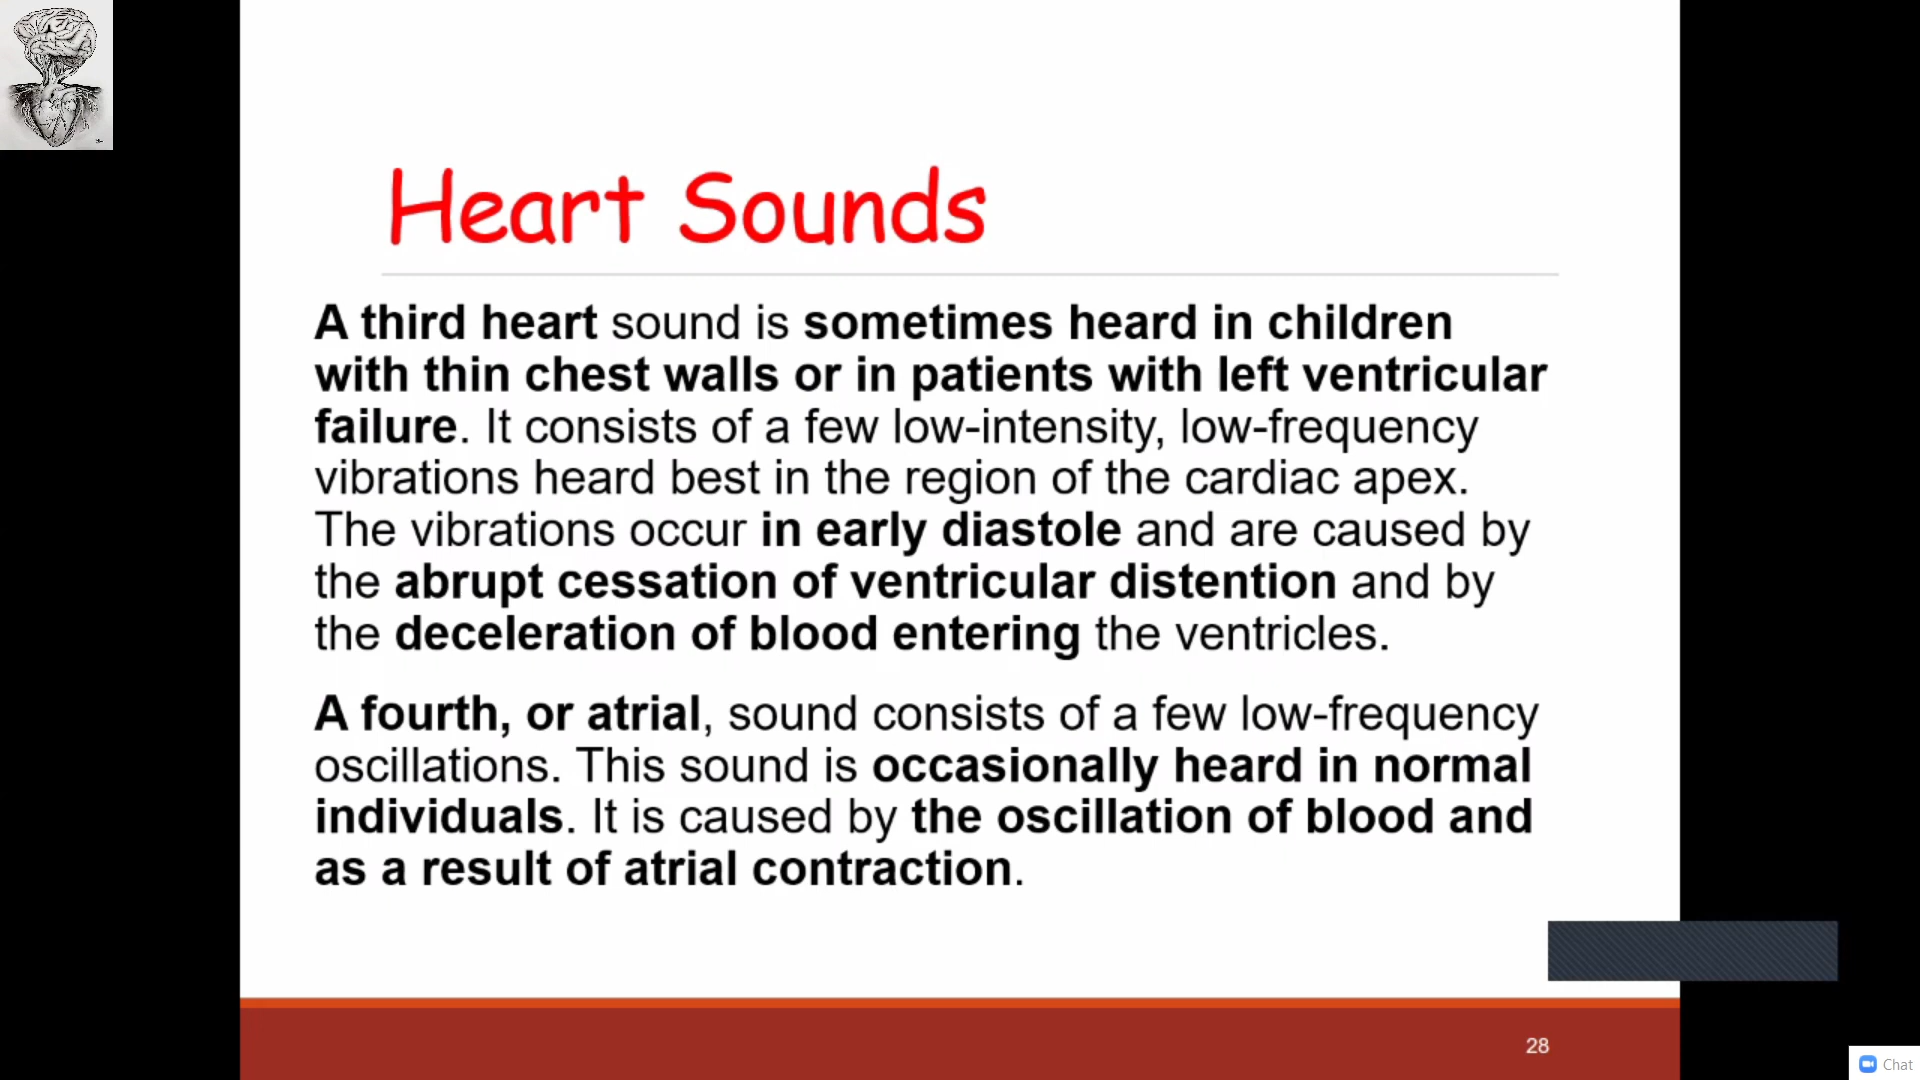 Heart Sounds
A third heart sound is sometimes heard in children
with thin chest walls or in patients with left ventricular
failure. It consists of a few low-intensity, low-frequency
vibrations heard best in the region of the cardiac apex.
The vibrations occur in early diastole and are caused by
the abrupt cessation of ventricular distention and by
the deceleration of blood entering the ventricles.
A fourth, or atrial, sound consists of a few low-frequency
oscillations. This sound is occasionally heard in normal
individuals. It is caused by the oscillation of blood and
as a result of atrial contraction.
28
Chat